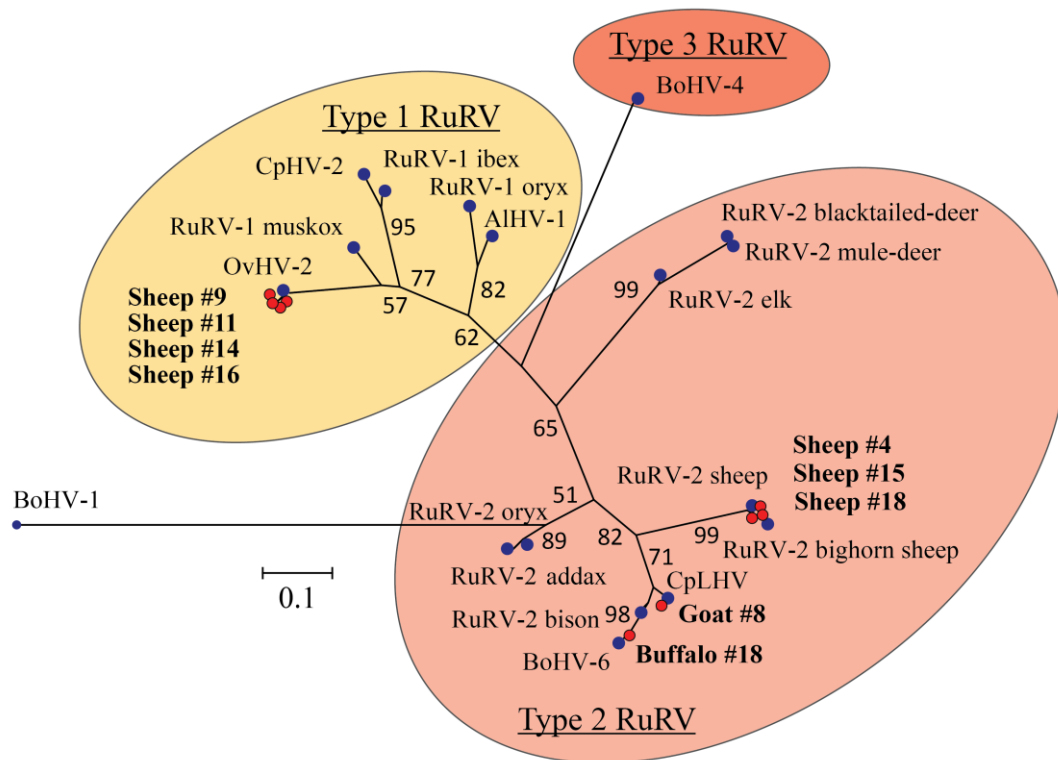 Type 3 RuRV
BoHV-4
Type 1 RuRV
CpHV-2
RuRV-1 ibex
RuRV-1 oryx
AlHV-1
RuRV-1 muskox
95
OvHV-2
77
82
57
62
Sheep #9
Sheep #11
Sheep #14
Sheep #16
RuRV-2 blacktailed-deer
RuRV-2 mule-deer
99
RuRV-2 elk
65
Sheep #4
Sheep #15
Sheep #18
RuRV-2 sheep
BoHV-1
51
RuRV-2 oryx
89
82
99
RuRV-2 bighorn sheep
71
RuRV-2 addax
CpLHV
0.1
98
Goat #8
RuRV-2 bison
BoHV-6
Buffalo #18
Type 2 RuRV